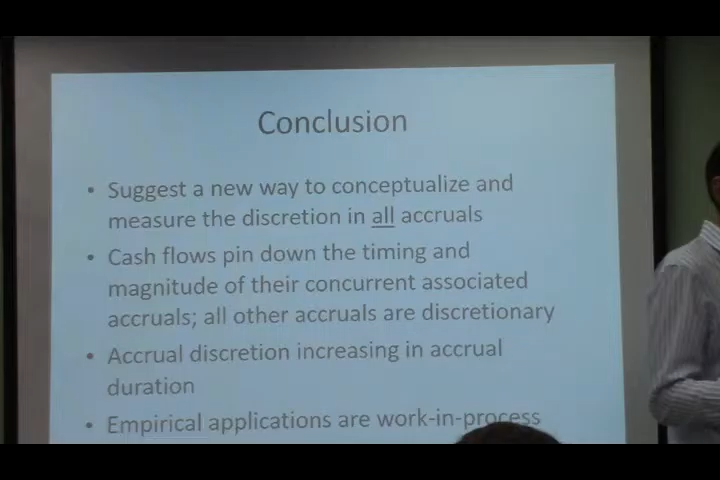 Conclusion
• Suggest a new way to conceptualize and
measure the discretion in all accruals
• Cash flows pin down the timing and
magnitude of their concurrent associated
accruals; all other accruals are discretionary
• Accrual discretion increasing in accrual
duration
• Empirical applications are work-in-process